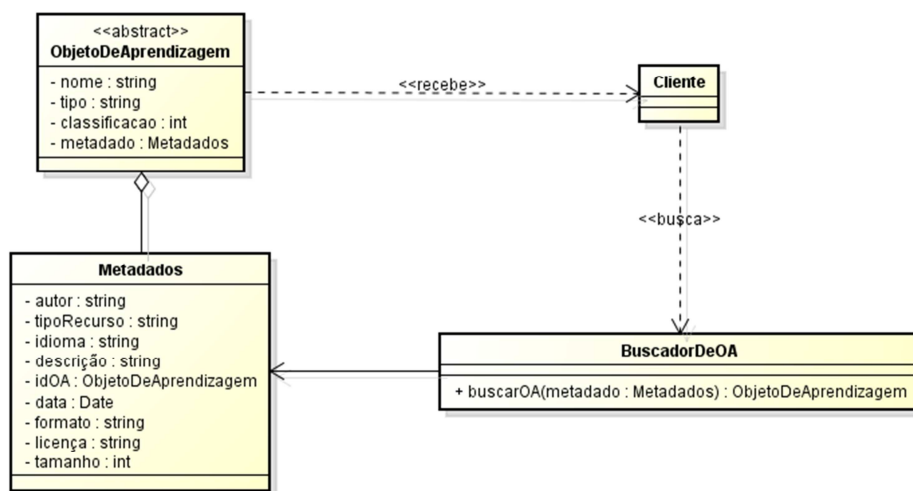 <<abstract>>
ObjetoDeAprendizagem
- nome : string
- tipo : string
- classificacao : int
- metadado : Metadados
<<recebe>>
Cliente
<<busca>>
Metadados
- autor : string
- tipoRecurso : string
- idioma : string
- descrição : string
- idOA : ObjetoDeAprendizagem
- data : Date
- formato : string
- licença : string
- tamanho : int
BuscadorDeOA
+ buscarOA(metadado : Metadados) : ObjetoDeAprendizagem